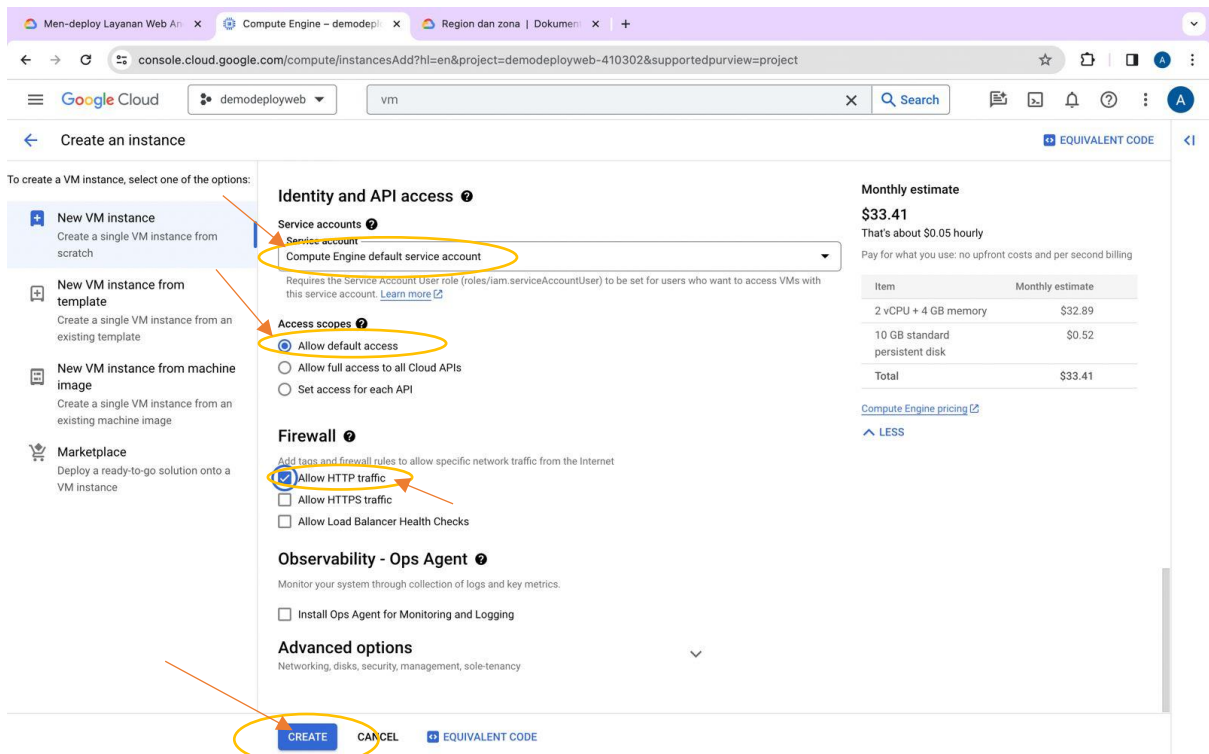 Men-deploy Layanan Web An
Compute Engine – demodepl
Region dan zona | Dokumen
console.cloud.google.com/compute/instancesAdd?hl=en&project=demodeployweb-410302&supportedpurview=project
A
Google Cloud
demodeployweb
vm
Search
A
Create an instance
EQUIVALENT CODE
To create a VM instance, select one of the options:
New VM instance
Create a single VM instance from
scratch
New VM instance from
template
Create a single VM instance from an
existing template
New VM instance from machine
image
Create a single VM instance from an
existing machine image
Marketplace
Deploy a ready-to-go solution onto a
VM instance
Identity and API access
Service accounts
Service account
Compute Engine default service account
Requires the Service Account User role (roles/iam.serviceAccountUser) to be set for users who want to access VMs with
this service account. Learn more
Access scopes
Allow default access
Allow full access to all Cloud APIs
Set access for each API
Firewall
Add tags and firewall rules to allow specific network traffic from the Internet
Allow HTTP traffic
Allow HTTPS traffic
Allow Load Balancer Health Checks
Observability - Ops Agent
Monitor your system through collection of logs and key metrics.
Install Ops Agent for Monitoring and Logging
Advanced options
Networking, disks, security, management, sole-tenancy
CREATE CANCEL EQUIVALENT CODE
Monthly estimate
$33.41
That's about $0.05 hourly
Pay for what you use: no upfront costs and per second billing
Item Monthly estimate
2 vCPU + 4 GB memory $32.89
10 GB standard $0.52
persistent disk
Total $33.41
Compute Engine pricing
LESS